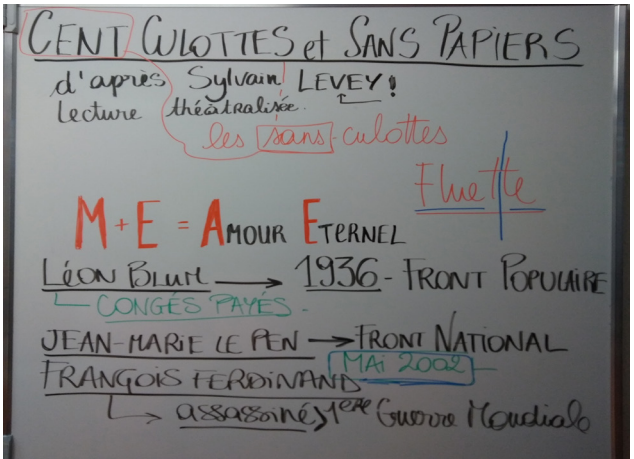 CENT CULOTTES et SANS PAPIERS
d'après Sylvain LEVEY!
Lecture théâtralisée.
les sans-culottes
Fluette
M+E = AMOUR ETERNEL
LÉON BLUM → 1936 - FRONT POPULAIRE
CONGÉS PAYÉS.
JEAN-MARIE LE PEN → FRONT NATIONAL
MAI 2002
FRANÇOIS FERDINAND
assassiné, 1ère Guerre Mondiale